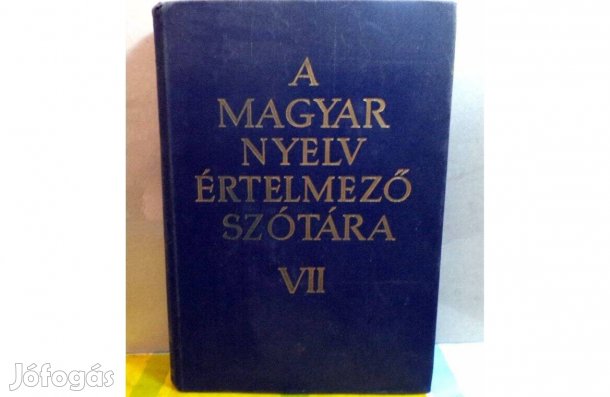 A
MAGYAR
NYELV
ÉRTELMEZŐ
SZÓTÁRA
VII
Jófogás